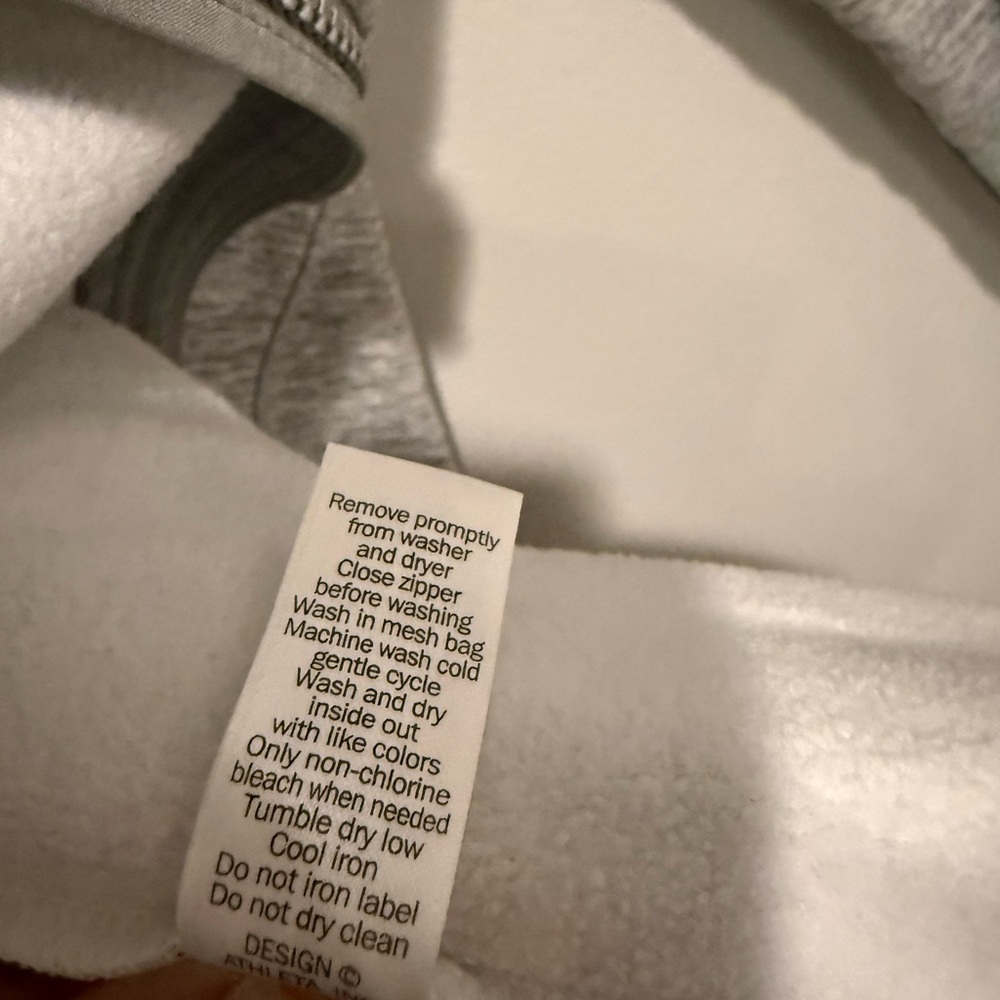 Remove promptly
from washer
and dryer
Close zipper
before washing
Wash in mesh bag
Machine wash cold
gentle cycle
Wash and dry
inside out
with like colors
Only non-chlorine
bleach when needed
Tumble dry low
Cool iron
Do not iron label
Do not dry clean
DESIGN ©
ATHLETA, INC